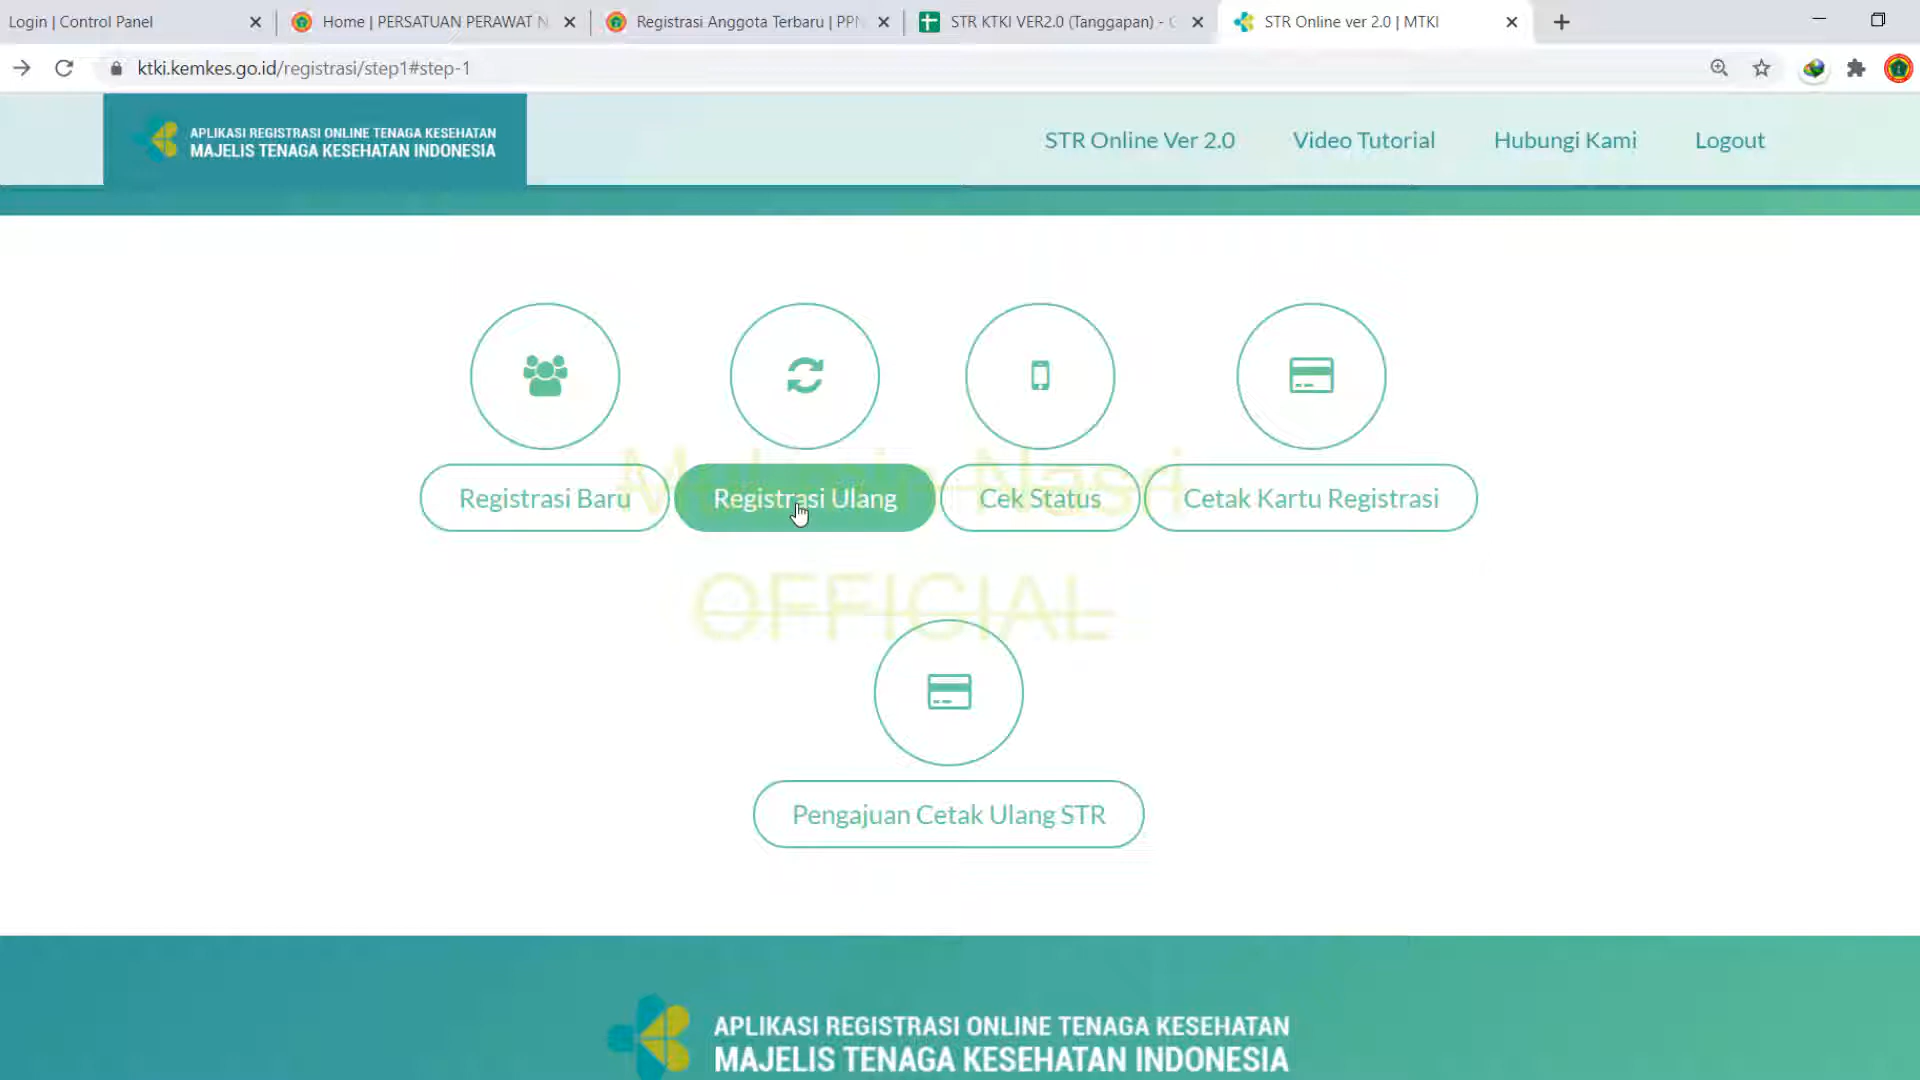 Login | Control Panel
Home | PERSATUAN PERAWAT N
Registrasi Anggota Terbaru | PPN
STR KTKI VER2.0 (Tanggapan) - G
STR Online ver 2.0 | MTKI
ktki.kemkes.go.id/registrasi/step1#step-1
APLIKASI REGISTRASI ONLINE TENAGA KESEHATAN
MAJELIS TENAGA KESEHATAN INDONESIA
STR Online Ver 2.0
Video Tutorial
Hubungi Kami
Logout
Registrasi Baru
Registrasi Ulang
Cek Status
Cetak Kartu Registrasi
Nasri
OFFICIAL
Pengajuan Cetak Ulang STR
APLIKASI REGISTRASI ONLINE TENAGA KESEHATAN
MAJELIS TENAGA KESEHATAN INDONESIA